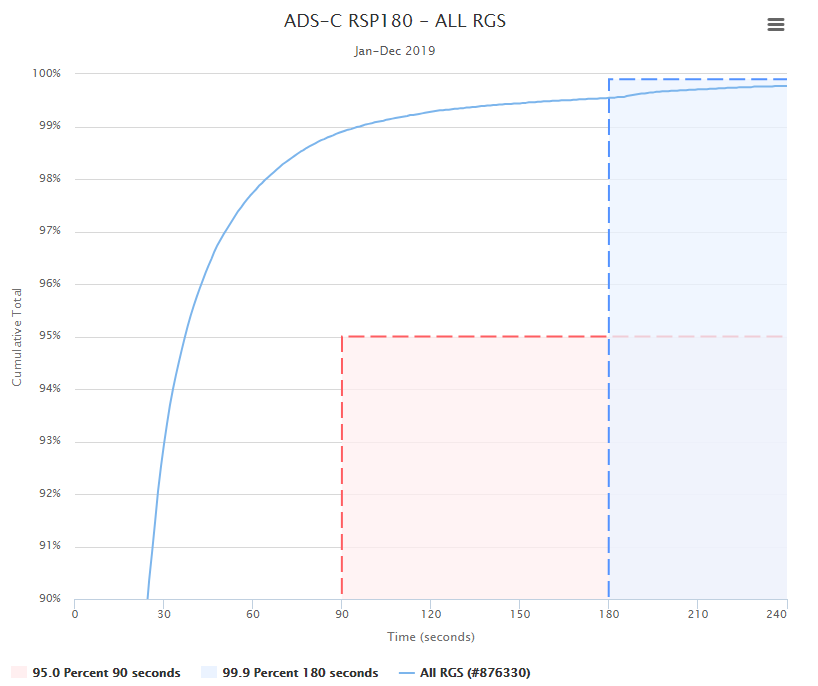 ADS-C RSP180 - ALL RGS
Jan-Dec 2019
100%
99%
98%
97%
96%
95%
94%
93%
92%
91%
90%
Cumulative Total
0 30 60 90 120 150 180 210 240
Time (seconds)
95.0 Percent 90 seconds 99.9 Percent 180 seconds All RGS (#876330)